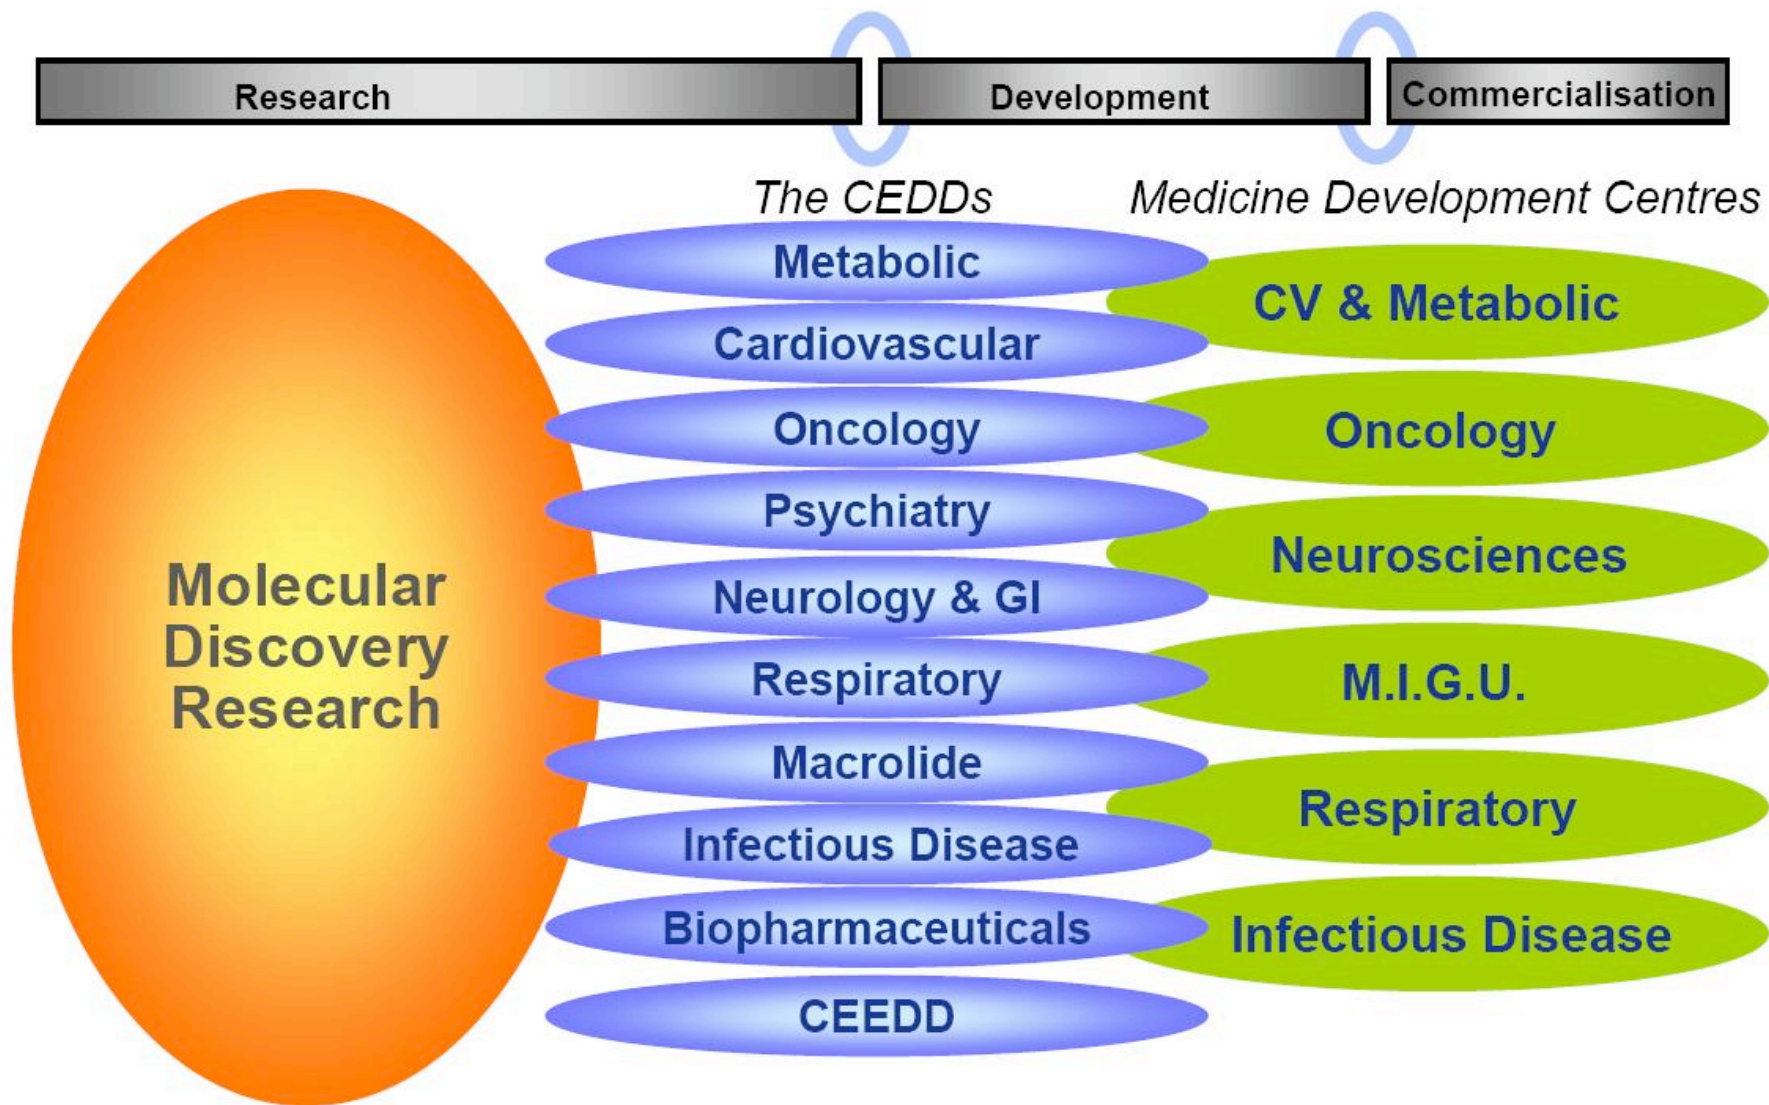 Research
Development
Commercialisation
The CEDDs
Medicine Development Centres
Molecular
Discovery
Research
Metabolic
Cardiovascular
Oncology
Psychiatry
Neurology & GI
Respiratory
Macrolide
Infectious Disease
Biopharmaceuticals
CEEDD
CV & Metabolic
Oncology
Neurosciences
M.I.G.U.
Respiratory
Infectious Disease